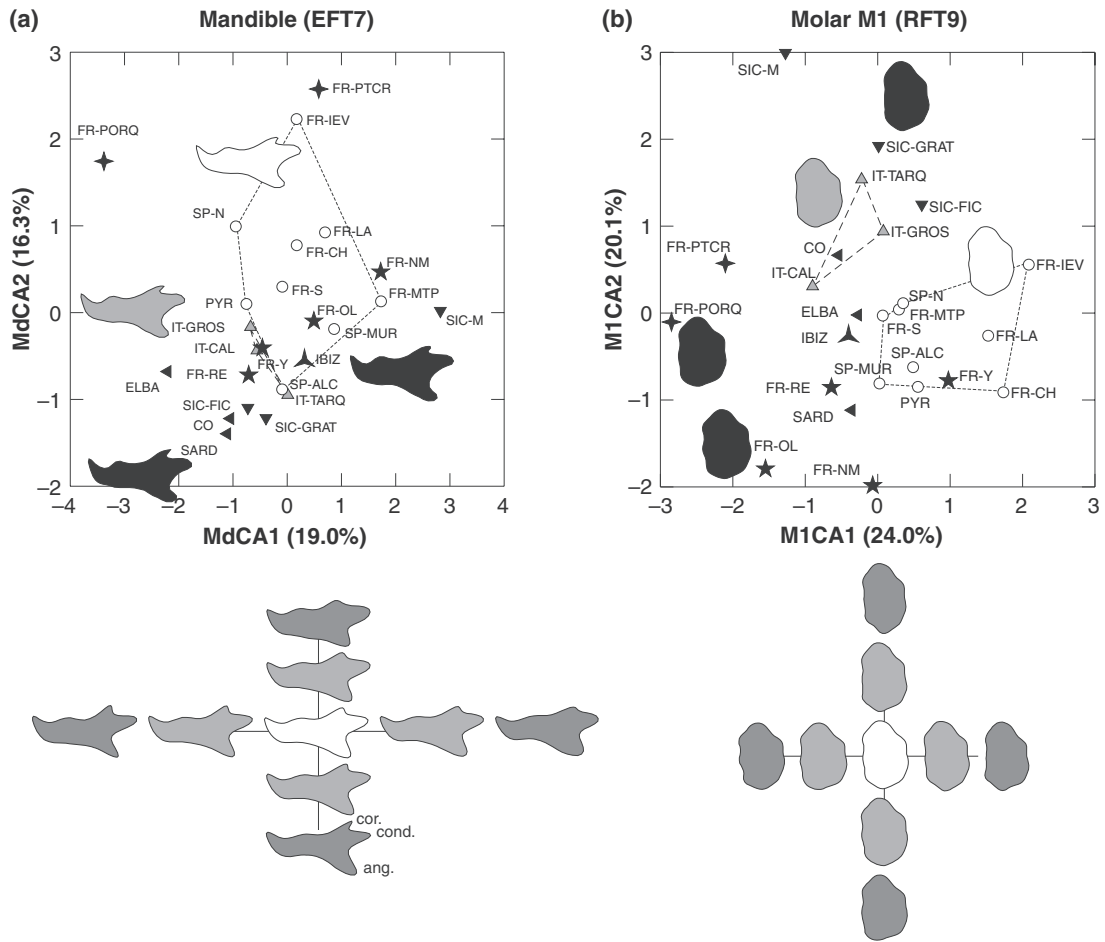 (a)
Mandible (EFT7)
3
2
1
0
−1
−2
MdCA2 (16.3%)
FR-PTCR
FR-PORQ
FR-IEV
SP-N
FR-LA
FR-CH
FR-NM
FR-S
FR-MTP
PYR
FR-OL
SIC-M
IT-GROS
SP-MUR
IT-CAL
FR-Y
IBIZ
ELBA
FR-RE
SP-ALC
IT-TARQ
SIC-FIC
CO
SIC-GRAT
SARD
−4 −3 −2 −1 0 1 2 3 4
MdCA1 (19.0%)
cor.
cond.
ang.
(b)
Molar M1 (RFT9)
3
2
1
0
−1
−2
M1CA2 (20.1%)
SIC-M
SIC-GRAT
IT-TARQ
SIC-FIC
IT-GROS
FR-PTCR
CO
IT-CAL
FR-IEV
SP-N
FR-PORQ
ELBA
FR-MTP
FR-S
IBIZ
FR-LA
SP-ALC
SP-MUR
FR-Y
FR-RE
PYR
FR-CH
SARD
FR-OL
FR-NM
−3 −2 −1 0 1 2 3
M1CA1 (24.0%)